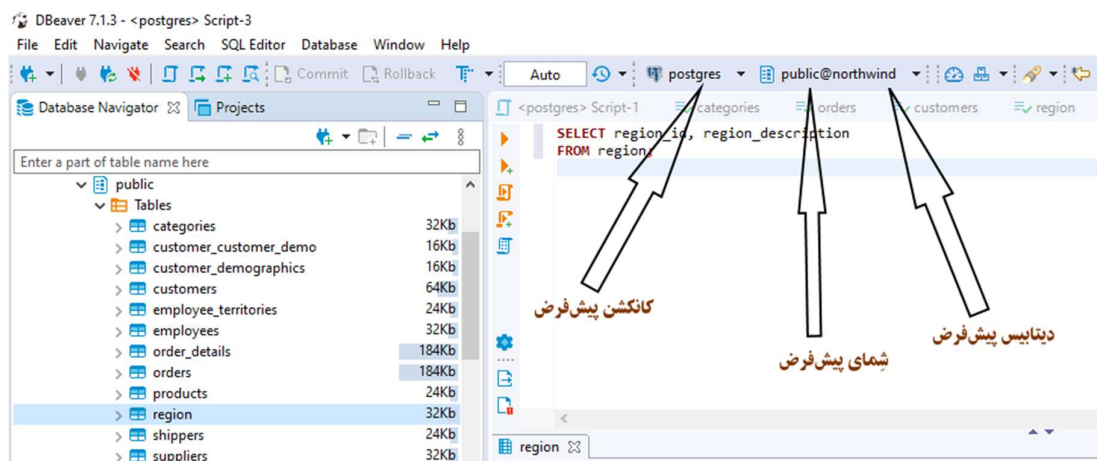 DBeaver 7.1.3 - <postgres> Script-3
File Edit Navigate Search SQL Editor Database Window Help
Commit Rollback Auto postgres public@northwind
Database Navigator Projects
<postgres> Script-1 categories orders customers region
Enter a part of table name here
public
Tables
categories 32Kb
customer_customer_demo 16Kb
customer_demographics 16Kb
customers 64Kb
employee_territories 24Kb
employees 32Kb
order_details 184Kb
orders 184Kb
products 24Kb
region 32Kb
shippers 24Kb
suppliers 32Kb
SELECT region_id, region_description
FROM region;
کانکشن پیش‌فرض
شِمای پیش‌فرض
دیتابیس پیش‌فرض
region